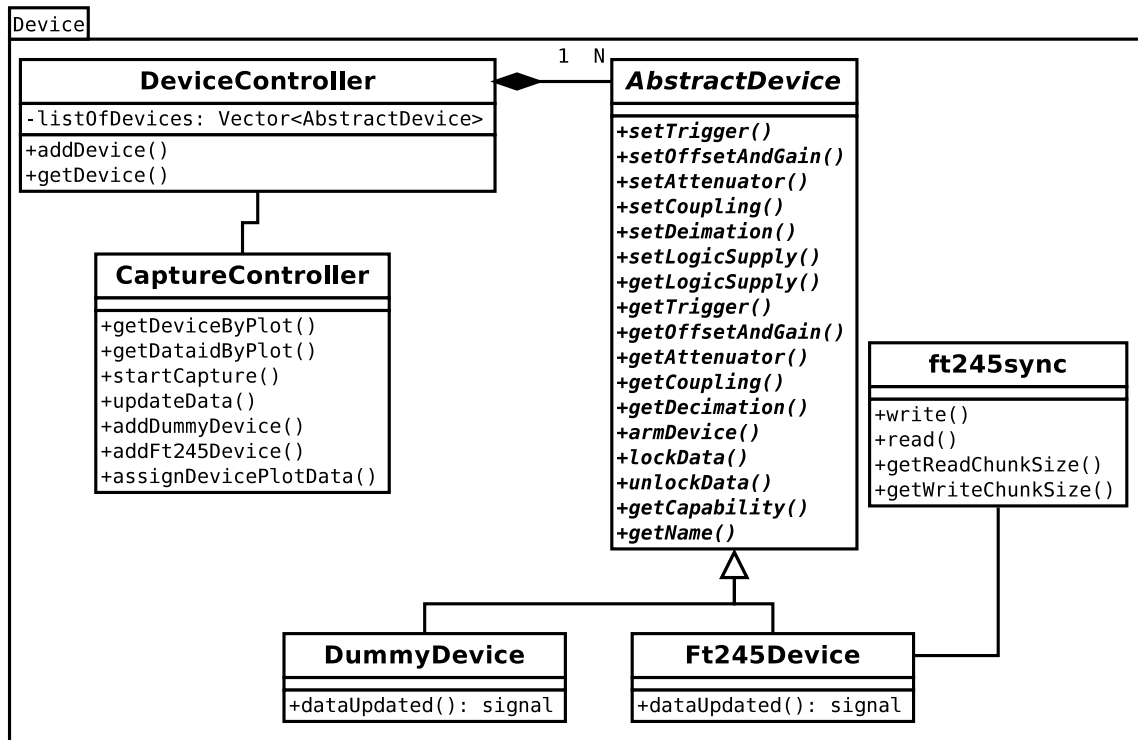 Device
1 N
DeviceController
-listOfDevices: Vector<AbstractDevice>
+addDevice()
+getDevice()
CaptureController
+getDeviceByPlot()
+getDataidByPlot()
+startCapture()
+updateData()
+addDummyDevice()
+addFt245Device()
+assignDevicePlotData()
AbstractDevice
+setTrigger()
+setOffsetAndGain()
+setAttenuator()
+setCoupling()
+setDeimation()
+setLogicSupply()
+getLogicSupply()
+getTrigger()
+getOffsetAndGain()
+getAttenuator()
+getCoupling()
+getDecimation()
+armDevice()
+lockData()
+unlockData()
+getCapability()
+getName()
ft245sync
+write()
+read()
+getReadChunkSize()
+getWriteChunkSize()
DummyDevice
+dataUpdated(): signal
Ft245Device
+dataUpdated(): signal